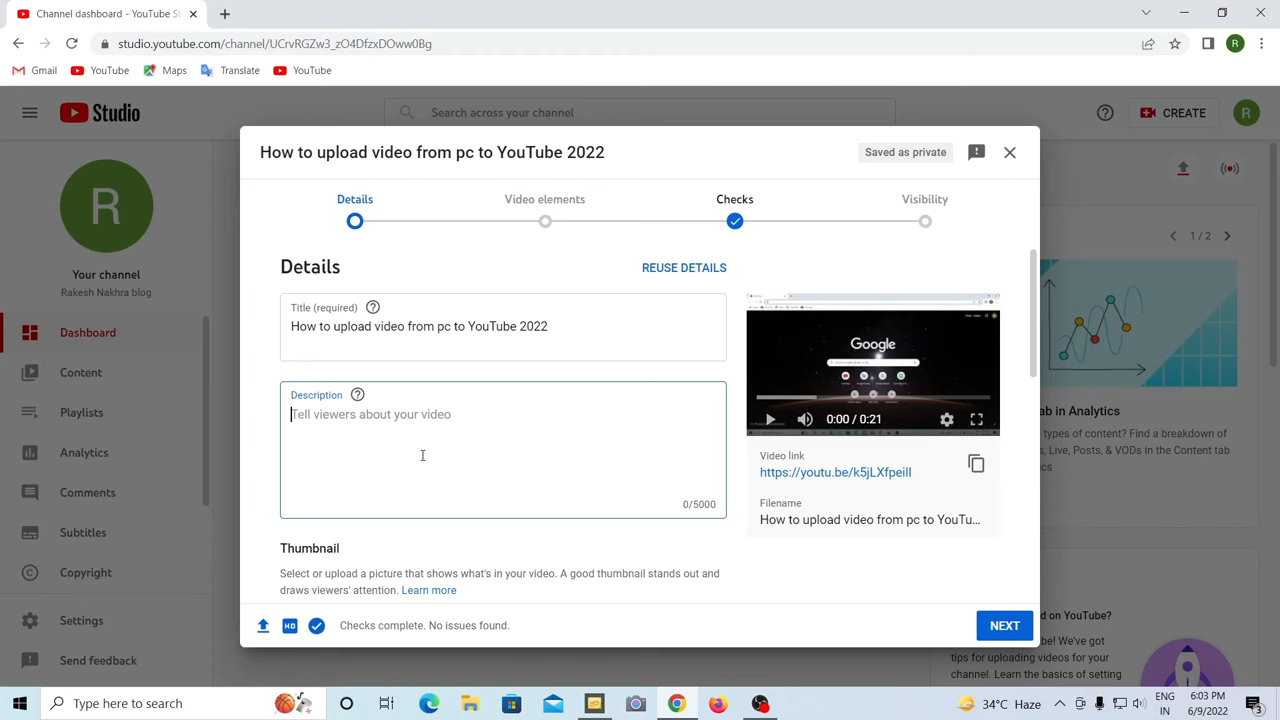 Channel dashboard - YouTube St
studio.youtube.com/channel/UCrvRGZw3_zO4DfzxDOww0Bg
R
Gmail
YouTube
Maps
Translate
YouTube
Studio
Search across your channel
CREATE
R
R
Your channel
Rakesh Nakhra blog
Dashboard
Content
Playlists
Analytics
Comments
Subtitles
Copyright
Settings
Send feedback
How to upload video from pc to YouTube 2022
Saved as private
Details
Video elements
Checks
Visibility
Details
REUSE DETAILS
Title (required)
How to upload video from pc to YouTube 2022
Description
Tell viewers about your video
0/5000
Thumbnail
Select or upload a picture that shows what's in your video. A good thumbnail stands out and
draws viewers' attention. Learn more
Google
0:00 / 0:21
Video link
https://youtu.be/k5jLXfpeill
Filename
How to upload video from pc to YouTu...
HD
Checks complete. No issues found.
NEXT
1 / 2
ab in Analytics
types of content? Find a breakdown of
, Live, Posts, & VODs in the Content tab
cs
d on YouTube?
be! We've got
tips for uploading videos for your
channel. Learn the basics of setting
Type here to search
34°C Haze
ENG
IN
6:03 PM
6/9/2022
3